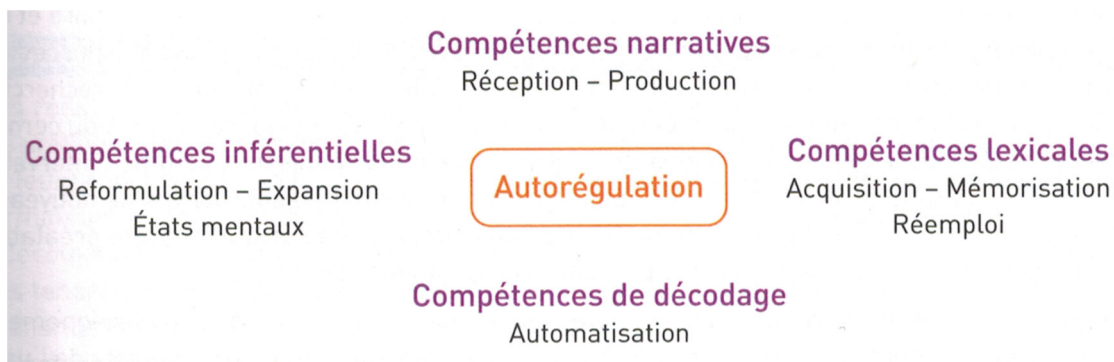 Compétences narratives
Réception – Production
Compétences inférentielles
Reformulation – Expansion
États mentaux
Autorégulation
Compétences lexicales
Acquisition – Mémorisation
Réemploi
Compétences de décodage
Automatisation